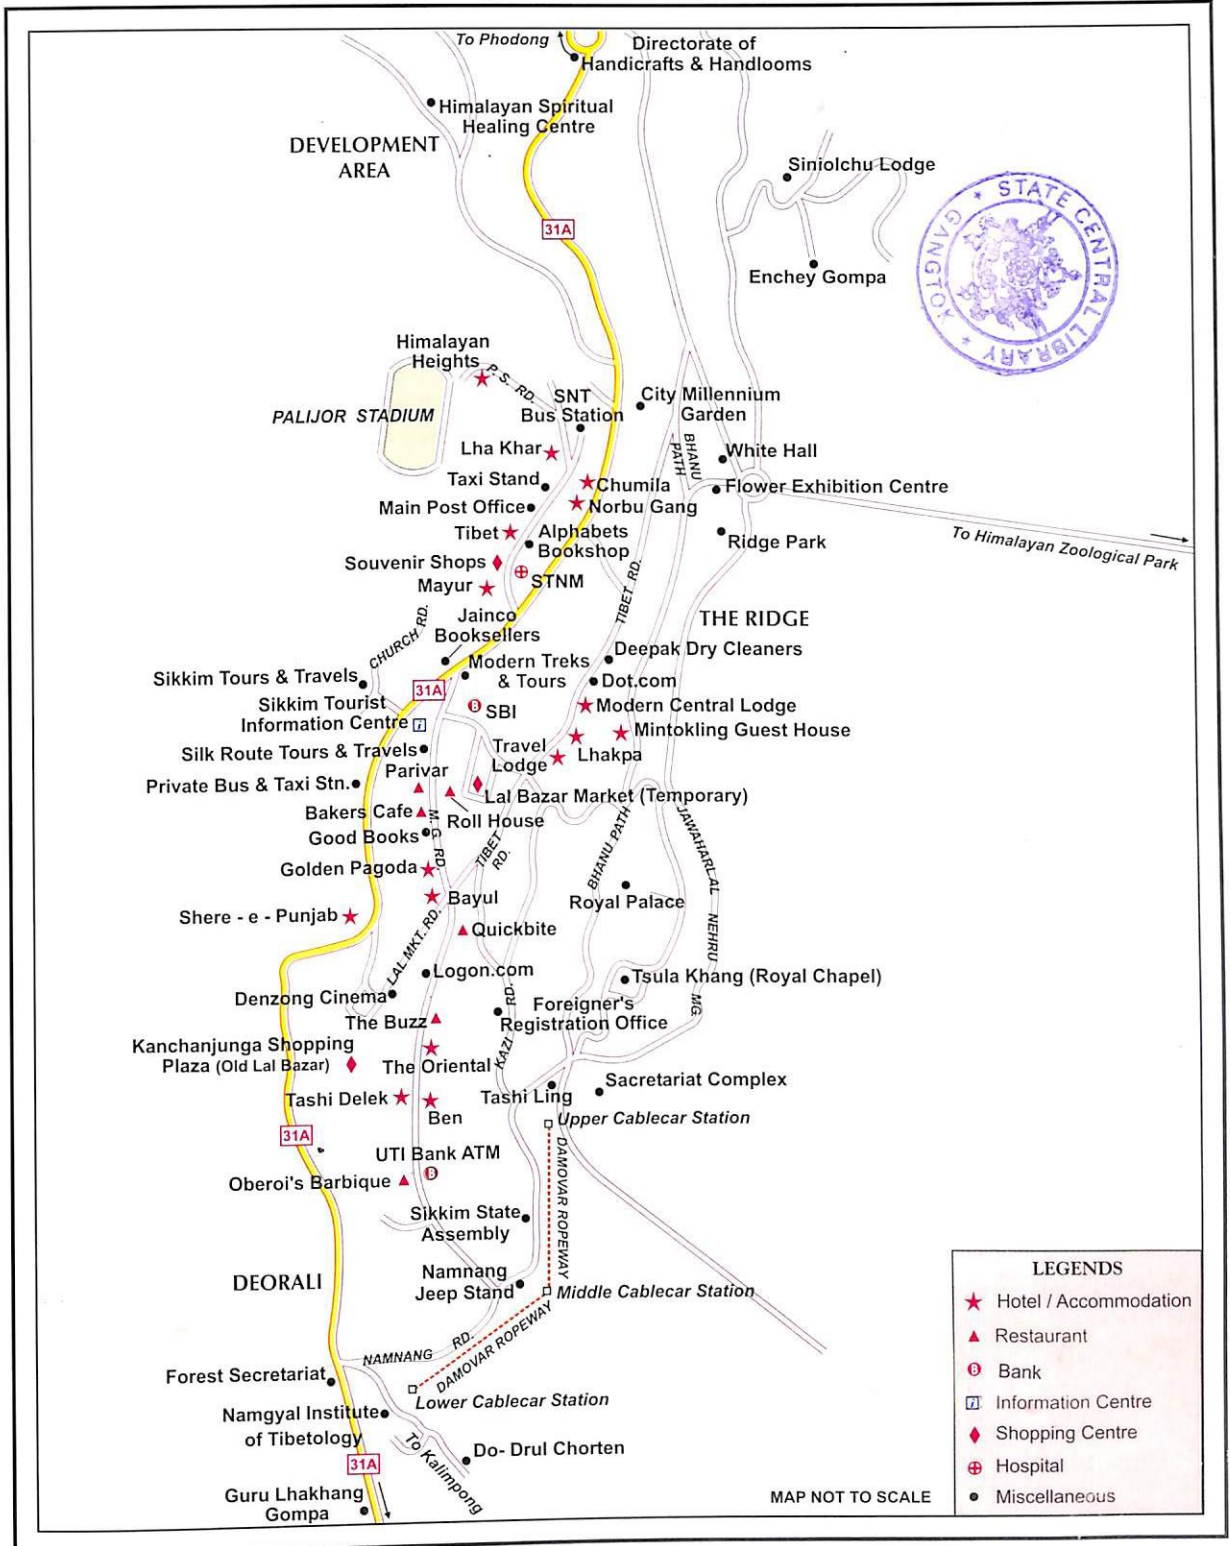 To Phodong
Directorate of
Handicrafts & Handlooms
Himalayan Spiritual
Healing Centre
DEVELOPMENT
AREA
Siniolchu Lodge
STATE CENTRAL LIBRARY
GANGTOK
31A
Enchey Gompa
Himalayan
Heights
P.S. RD.
PALIJOR STADIUM
SNT
Bus Station
City Millennium
Garden
Lha Khar
BHANU
PATH
White Hall
Taxi Stand
Chumila
Flower Exhibition Centre
Main Post Office
Norbu Gang
Tibet
Alphabets
Bookshop
Ridge Park
To Himalayan Zoological Park
Souvenir Shops
STNM
Mayur
TIBET RD.
Jainco
Booksellers
CHURCH RD.
THE RIDGE
Deepak Dry Cleaners
Sikkim Tours & Travels
Modern Treks
& Tours
Dot.com
31A
Sikkim Tourist
Information Centre
i
B
SBI
Modern Central Lodge
Mintokling Guest House
Silk Route Tours & Travels
Travel
Lodge
Lhakpa
Parivar
Private Bus & Taxi Stn.
Lal Bazar Market (Temporary)
Bakers Cafe
Roll House
Good Books
M.G. RD.
TIBET
RD.
BHANU PATH
JAWAHARLAL NEHRU MG
Golden Pagoda
Bayul
Royal Palace
Shere - e - Punjab
Quickbite
LAL MKT. RD.
Logon.com
Tsula Khang (Royal Chapel)
Denzong Cinema
The Buzz
Foreigner's
Registration Office
KAZI RD.
Kanchanjunga Shopping
Plaza (Old Lal Bazar)
The Oriental
Tashi Delek
Ben
Tashi Ling
Sacretariat Complex
Upper Cablecar Station
31A
UTI Bank ATM
B
Oberoi's Barbique
DAMOVAR ROPEWAY
Sikkim State
Assembly
DEORALI
Namnang
Jeep Stand
Middle Cablecar Station
NAMNANG RD.
DAMOVAR ROPEWAY
Forest Secretariat
Lower Cablecar Station
Namgyal Institute
of Tibetology
To Kalimpong
Do- Drul Chorten
31A
Guru Lhakhang
Gompa
MAP NOT TO SCALE
LEGENDS
Hotel / Accommodation
Restaurant
B Bank
i Information Centre
Shopping Centre
Hospital
Miscellaneous